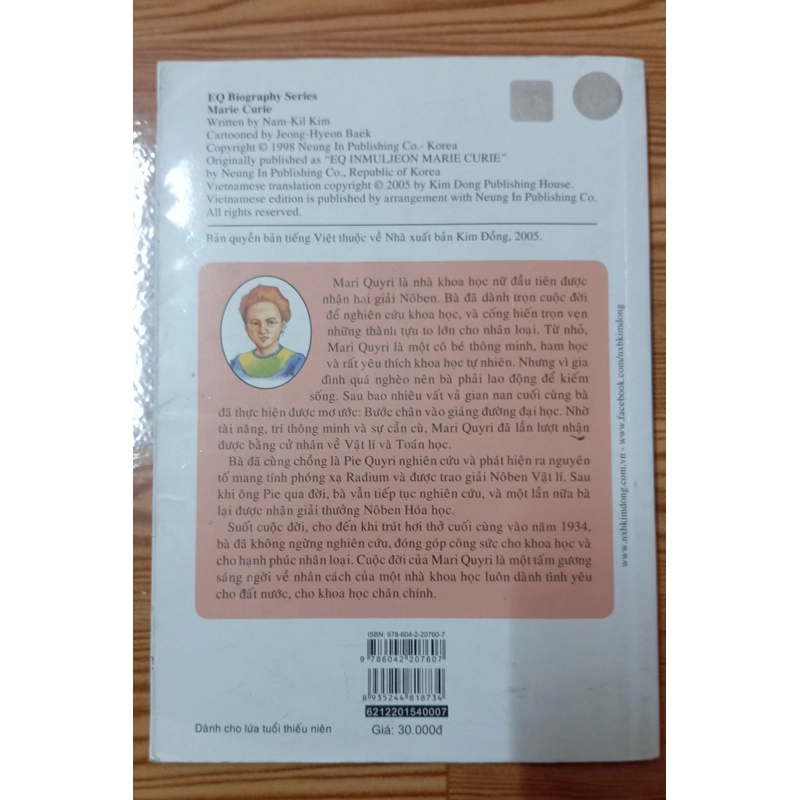 EQ Biography Series
Marie Curie
Written by Nam-Kil Kim
Cartooned by Jeong-Hyeon Baek
Copyright © 1998 Neung In Publishing Co.- Korea
Originally published as "EQ INMULJEON MARIE CURIE"
by Neung In Publishing Co., Republic of Korea
Vietnamese translation copyright © 2005 by Kim Dong Publishing House.
Vietnamese edition is published by arrangement with Neung In Publishing Co.
All rights reserved.
Bản quyền bản tiếng Việt thuộc về Nhà xuất bản Kim Đồng, 2005.
Mari Quyri là nhà khoa học nữ đầu tiên được
nhận hai giải Nôben. Bà đã dành trọn cuộc đời
để nghiên cứu khoa học, và cống hiến trọn vẹn
những thành tựu to lớn cho nhân loại. Từ nhỏ,
Mari Quyri là một cô bé thông minh, ham học
và rất yêu thích khoa học tự nhiên. Nhưng vì gia
đình quá nghèo nên bà phải lao động để kiếm
sống. Sau bao nhiêu vất vả gian nan cuối cùng bà
đã thực hiện được mơ ước: Bước chân vào giảng đường đại học. Nhờ
tài năng, trí thông minh và sự cần cù, Mari Quyri đã lần lượt nhận
được bằng cử nhân về Vật lí và Toán học.
Bà đã cùng chồng là Pie Quyri nghiên cứu và phát hiện ra nguyên
tố mang tính phóng xạ Radium và được trao giải Nôben Vật lí. Sau
khi ông Pie qua đời, bà vẫn tiếp tục nghiên cứu, và một lần nữa bà
lại được nhận giải thưởng Nôben Hóa học.
Suốt cuộc đời, cho đến khi trút hơi thở cuối cùng vào năm 1934,
bà đã không ngừng nghiên cứu, đóng góp công sức cho khoa học và
cho hạnh phúc nhân loại. Cuộc đời của Mari Quyri là một tấm gương
sáng ngời về nhân cách của một nhà khoa học luôn dành tình yêu
cho đất nước, cho khoa học chân chính.
www.nxbkimdong.com.vn - www.facebook.com/nxbkimdong
ISBN: 978-604-2-20760-7
9 786042 207607
8 935244 818734
6212201540007
Dành cho lứa tuổi thiếu niên
Giá: 30.000đ